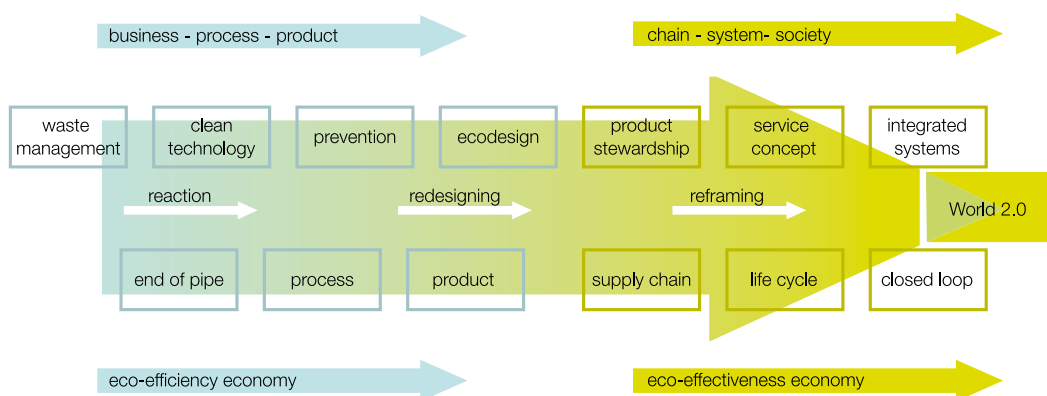 business - process - product
chain - system- society
waste
management
clean
technology
prevention
ecodesign
product
stewardship
service
concept
integrated
systems
reaction
redesigning
reframing
World 2.0
end of pipe
process
product
supply chain
life cycle
closed loop
eco-efficiency economy
eco-effectiveness economy